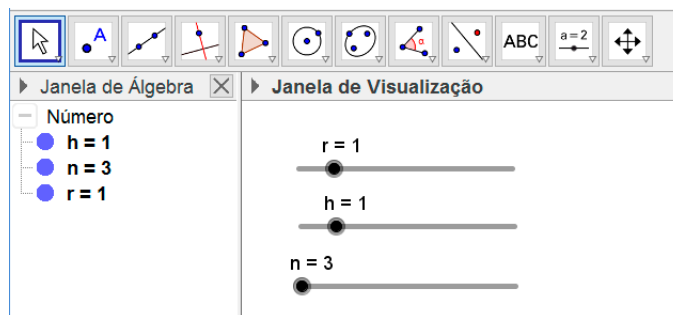 A
ABC
a=2
Janela de Álgebra
Janela de Visualização
Número
h = 1
n = 3
r = 1
r = 1
h = 1
n = 3